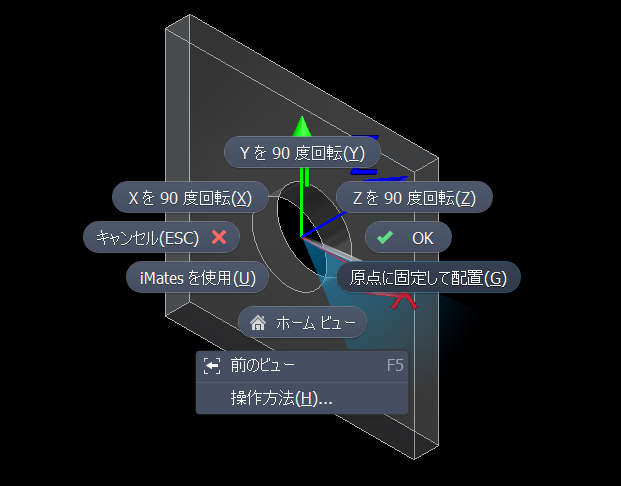 Y を 90 度回転(Y)
X を 90 度回転(X)
Z を 90 度回転(Z)
キャンセル(ESC)
OK
iMates を使用(U)
原点に固定して配置(G)
ホーム ビュー
前のビュー F5
操作方法(H)...